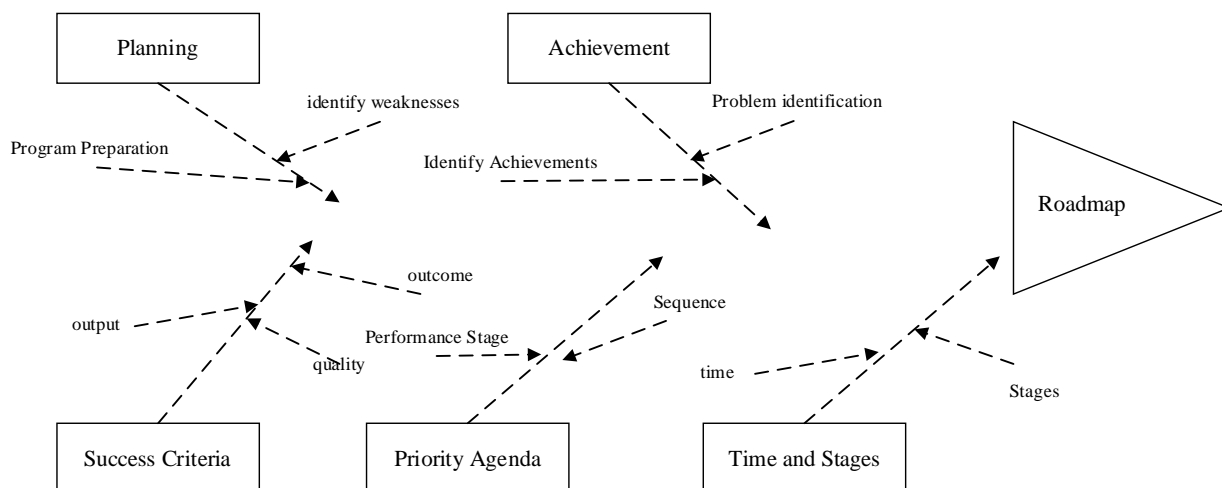 Planning
Achievement
identify weaknesses
Problem identification
Program Preparation
Identify Achievements
Roadmap
outcome
output
Sequence
Performance Stage
quality
time
Stages
Success Criteria
Priority Agenda
Time and Stages